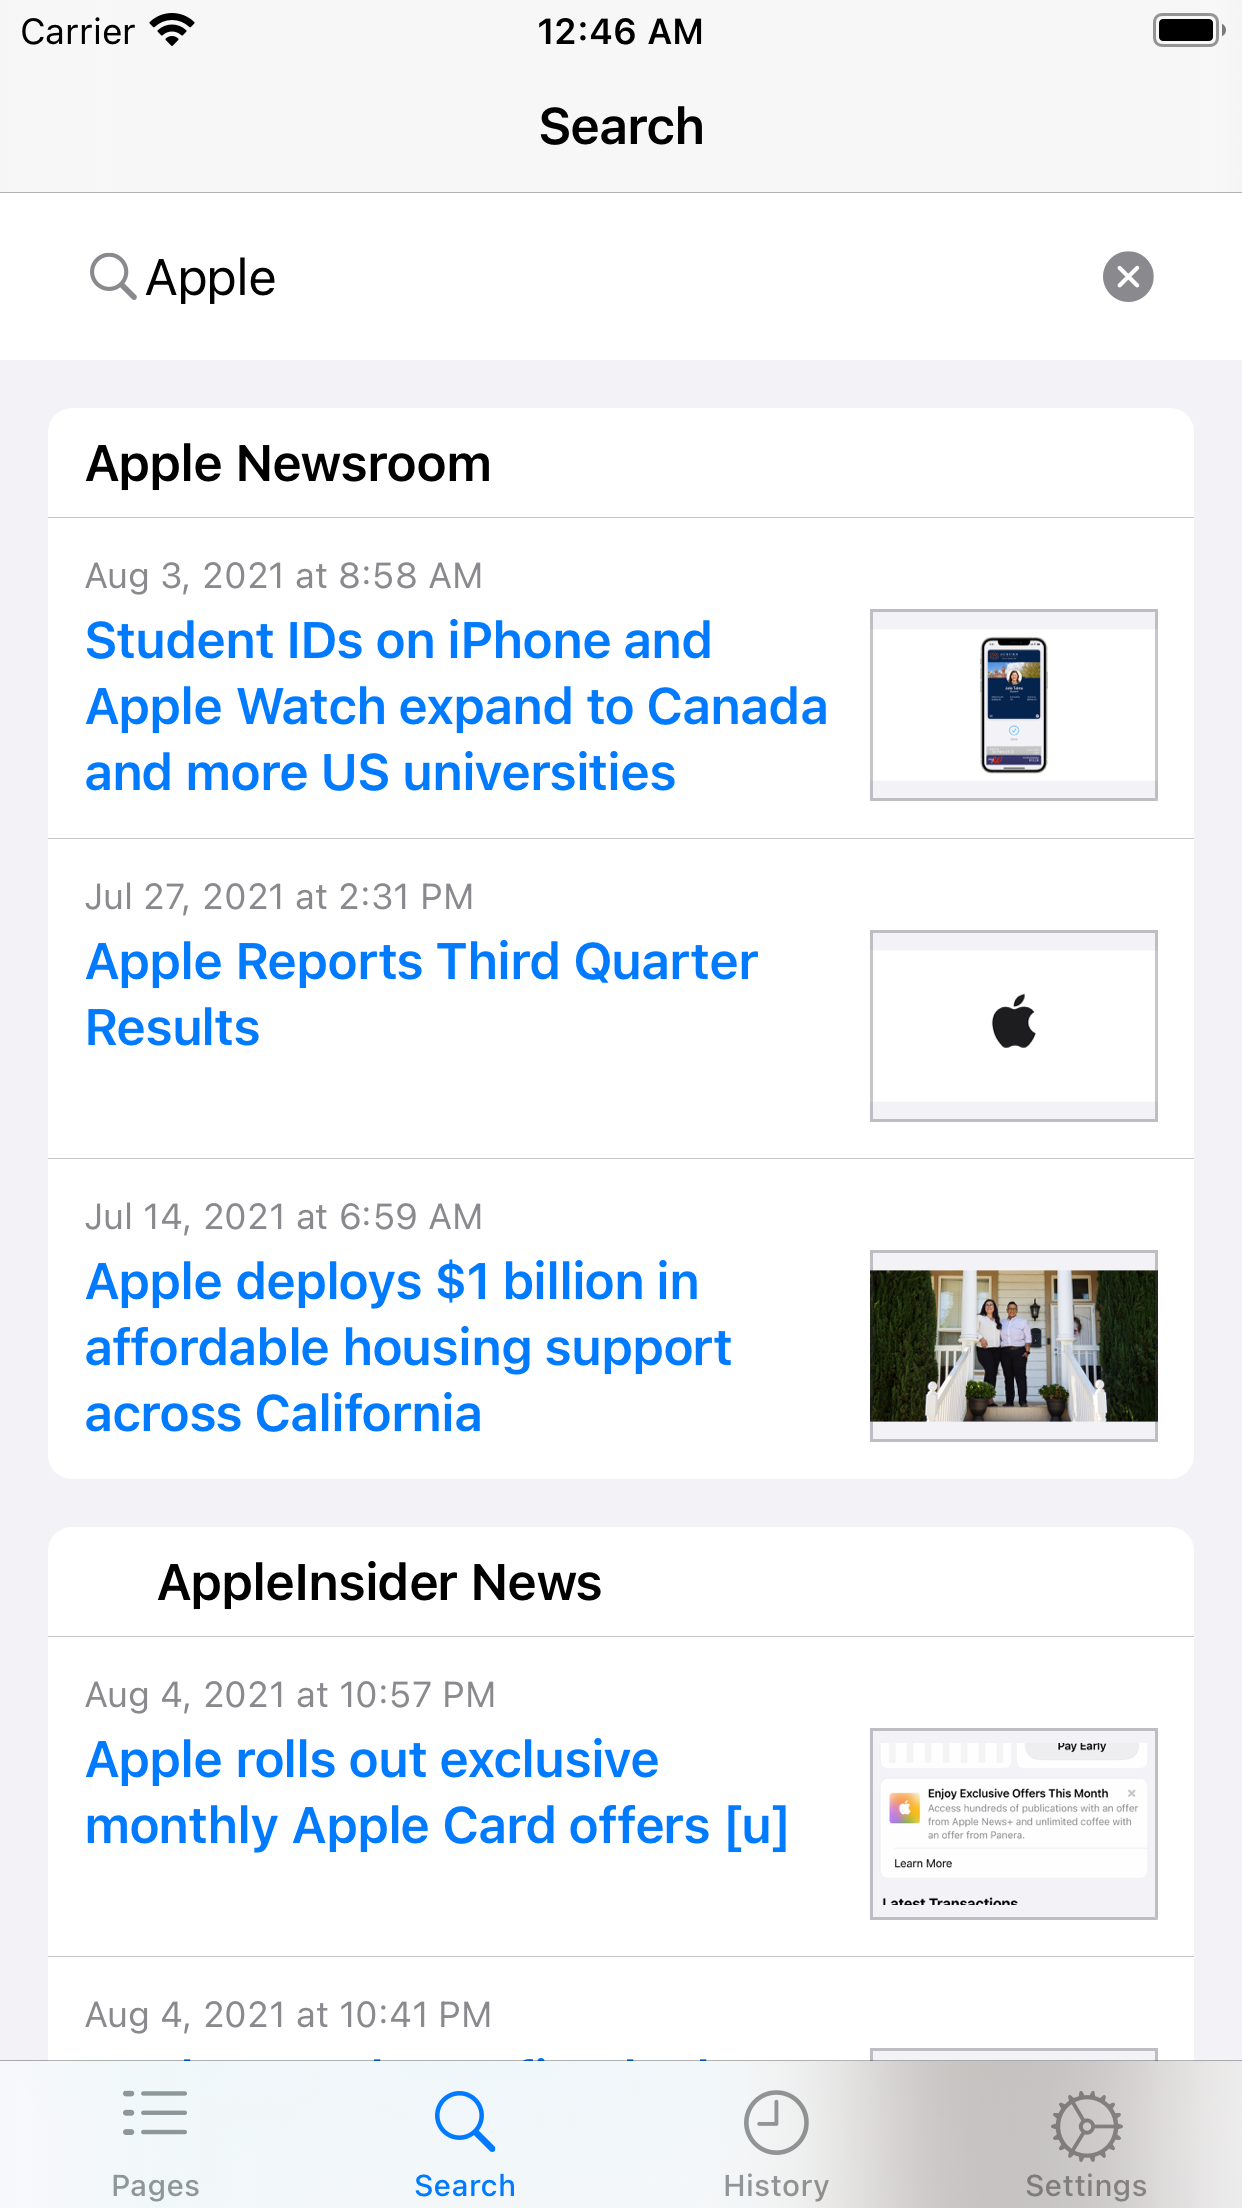 Carrier
12:46 AM
Search
Apple
Apple Newsroom
Aug 3, 2021 at 8:58 AM
Student IDs on iPhone and
Apple Watch expand to Canada
and more US universities
Jul 27, 2021 at 2:31 PM
Apple Reports Third Quarter
Results
Jul 14, 2021 at 6:59 AM
Apple deploys $1 billion in
affordable housing support
across California
AppleInsider News
Aug 4, 2021 at 10:57 PM
Apple rolls out exclusive
monthly Apple Card offers [u]
Pay Early
Enjoy Exclusive Offers This Month
Access hundreds of publications with an offer
from Apple News+ and unlimited coffee with
an offer from Panera.
Learn More
Latest Transactions
Aug 4, 2021 at 10:41 PM
Pages
Search
History
Settings